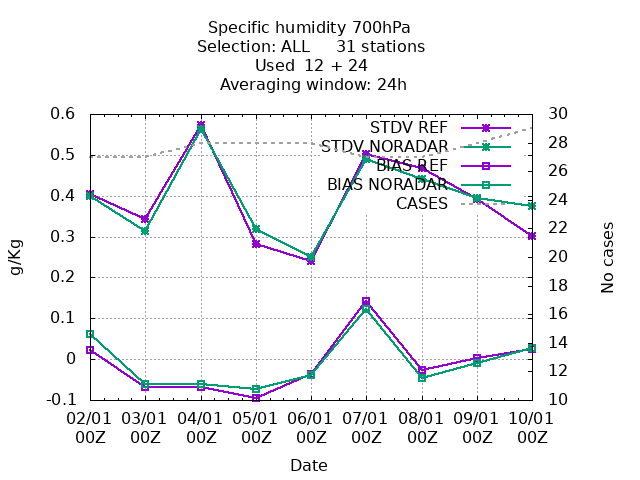 Specific humidity 700hPa
Selection: ALL 31 stations
Used 12 + 24
Averaging window: 24h
0.6
0.5
0.4
0.3
0.2
0.1
0
-0.1
g/Kg
30
28
26
24
22
20
18
16
14
12
10
No cases
STDV REF
STDV NORADAR
BIAS REF
BIAS NORADAR
CASES
02/01 03/01 04/01 05/01 06/01 07/01 08/01 09/01 10/01
00Z 00Z 00Z 00Z 00Z 00Z 00Z 00Z 00Z
Date